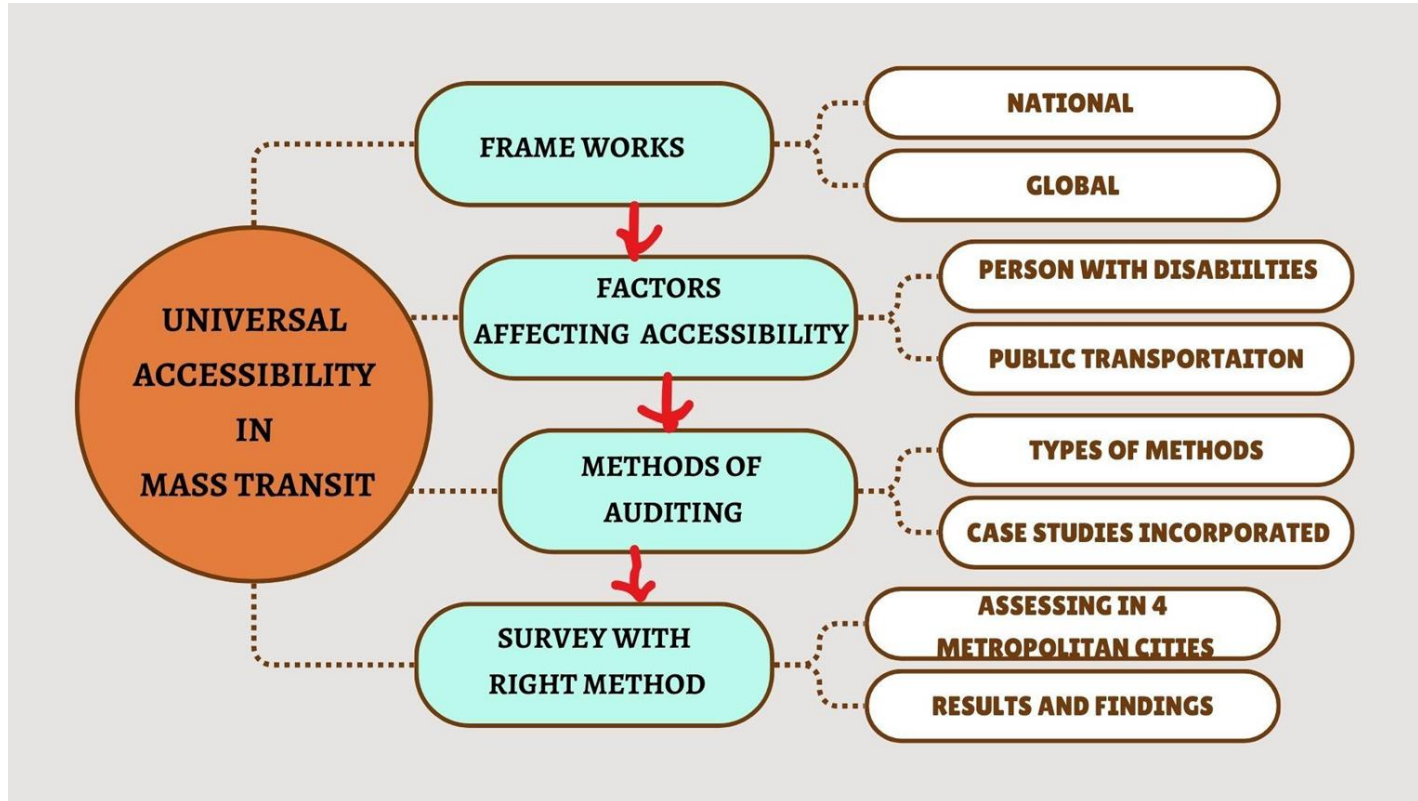 UNIVERSAL
ACCESSIBILITY
IN
MASS TRANSIT
FRAME WORKS
NATIONAL
GLOBAL
FACTORS
AFFECTING ACCESSIBILITY
PERSON WITH DISABIILTIES
PUBLIC TRANSPORTAITON
METHODS OF
AUDITING
TYPES OF METHODS
CASE STUDIES INCORPORATED
SURVEY WITH
RIGHT METHOD
ASSESSING IN 4
METROPOLITAN CITIES
RESULTS AND FINDINGS